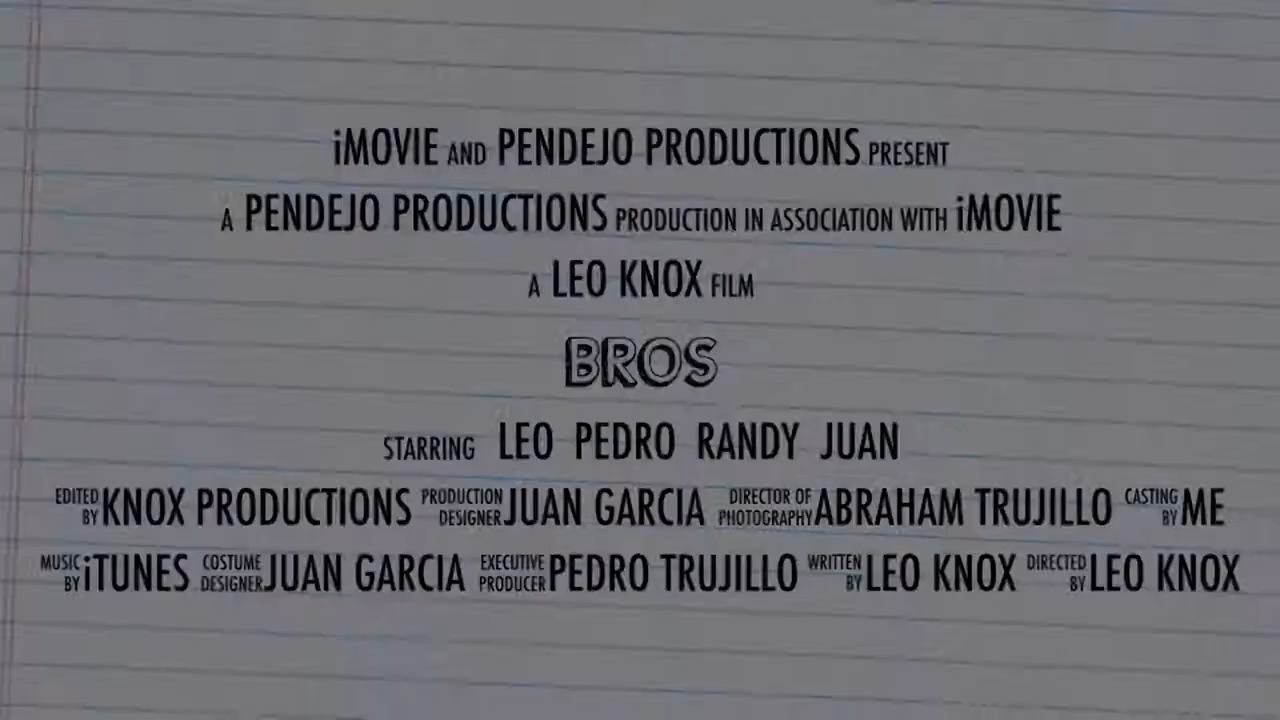 iMOVIE AND PENDEJO PRODUCTIONS PRESENT
A PENDEJO PRODUCTIONS PRODUCTION IN ASSOCIATION WITH iMOVIE
A LEO KNOX FILM
BROS
STARRING LEO PEDRO RANDY JUAN
EDITED BY KNOX PRODUCTIONS PRODUCTION DESIGNER JUAN GARCIA DIRECTOR OF PHOTOGRAPHY ABRAHAM TRUJILLO CASTING BY ME
MUSIC BY iTUNES COSTUME DESIGNER JUAN GARCIA EXECUTIVE PRODUCER PEDRO TRUJILLO WRITTEN BY LEO KNOX DIRECTED BY LEO KNOX